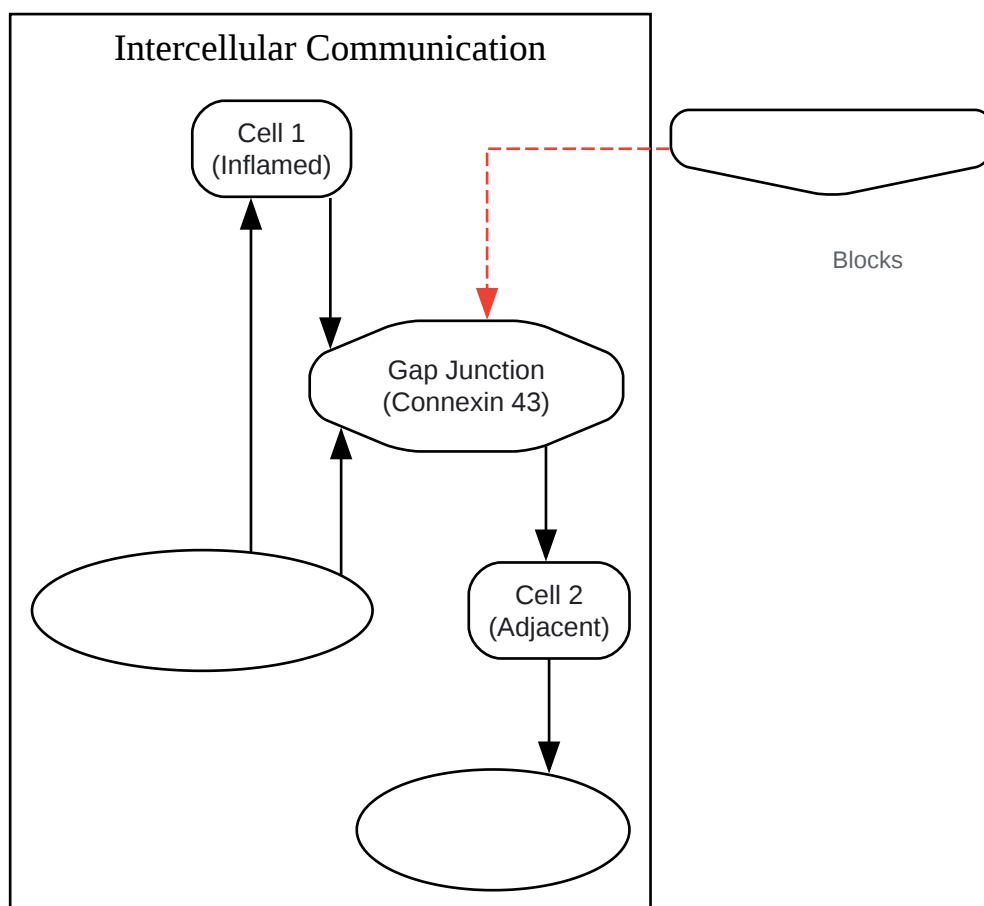 Intercellular Communication
Cell 1
(Inflamed)
Blocks
Gap Junction
(Connexin 43)
Cell 2
(Adjacent)